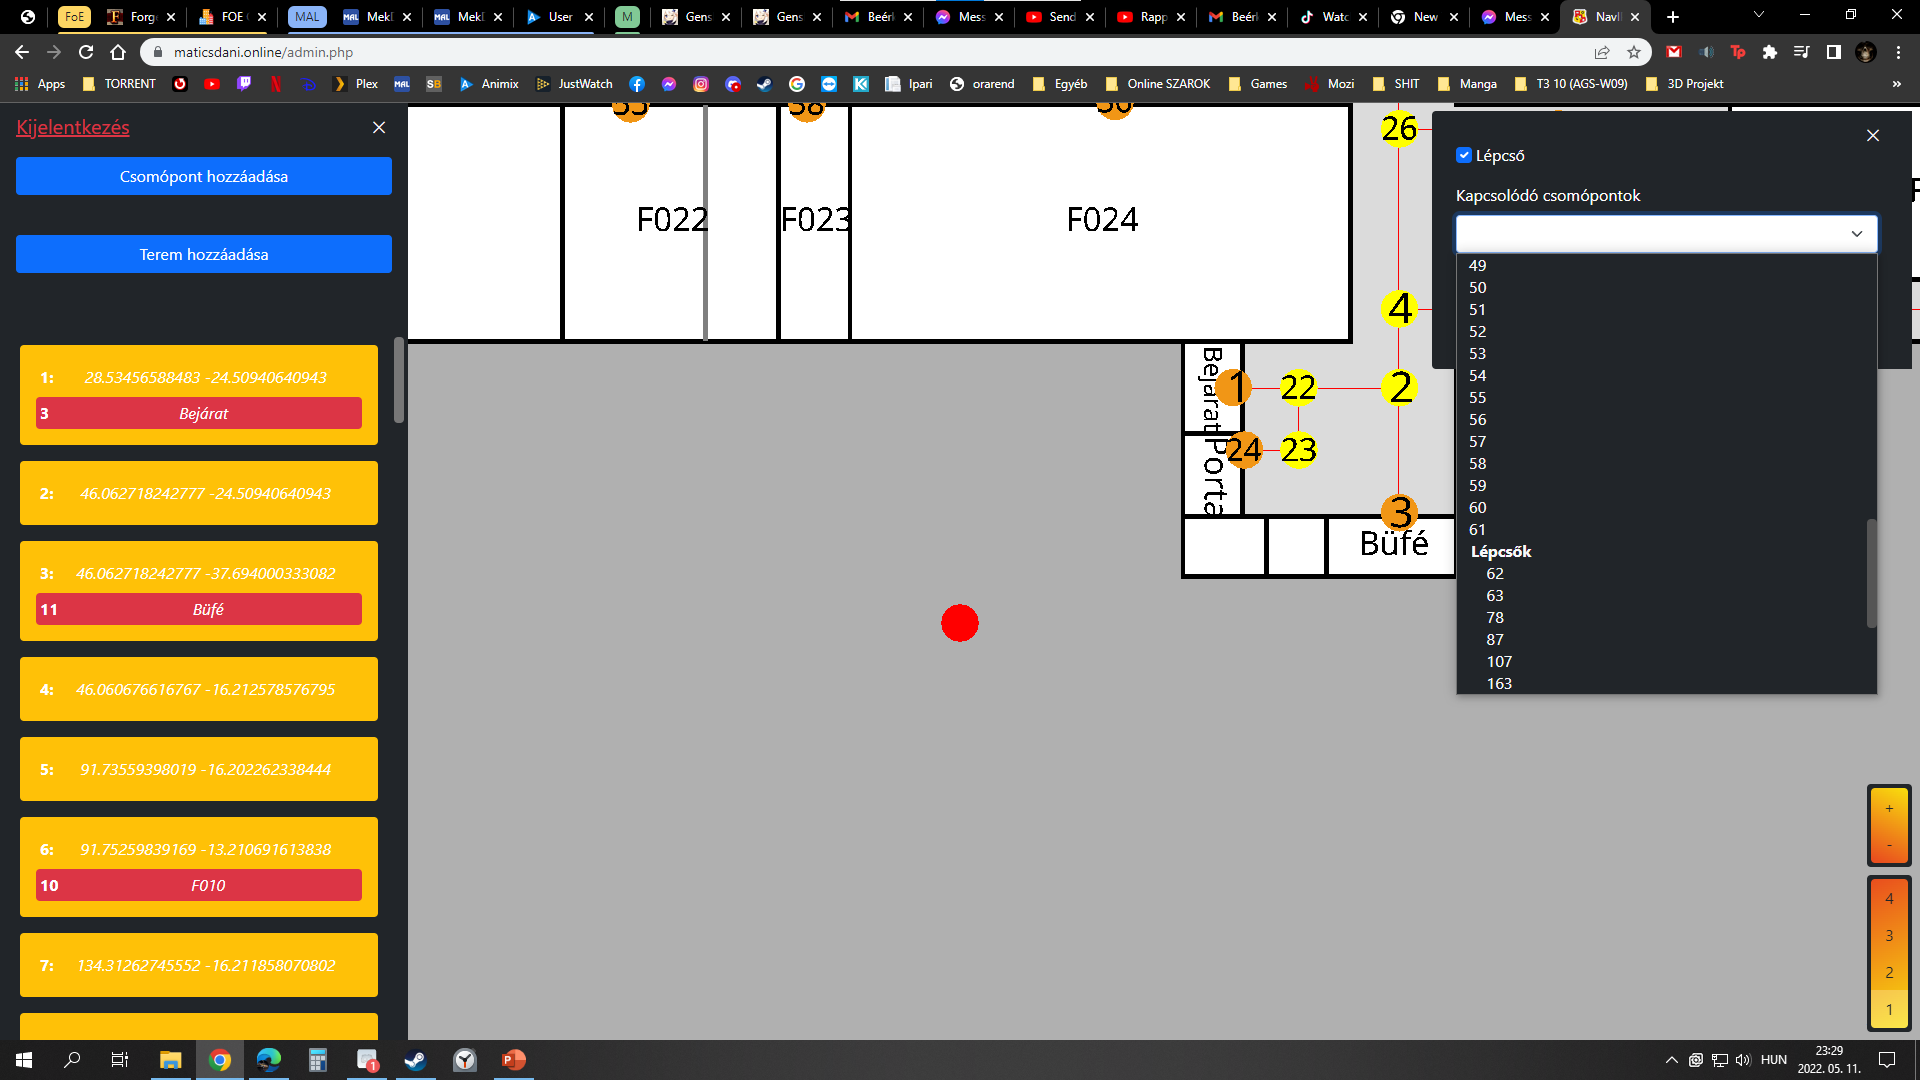 FoE
Forg
FOE
MAL
MekI
MekI
User
M
Gens
Gens
Beérk
Mess
Send
Rapp
Beérk
Watc
New
Mess
NavI
maticsdani.online/admin.php
Apps
TORRENT
Plex
Animix
JustWatch
Ipari
orarend
Egyéb
Online SZAROK
Games
Mozi
SHIT
Manga
T3 10 (AGS-W09)
3D Projekt
»
Kijelentkezés
Csomópont hozzáadása
Terem hozzáadása
1: 28.53456588483 -24.50940640943
3 Bejárat
2: 46.062718242777 -24.50940640943
3: 46.062718242777 -37.694000333082
11 Büfé
4: 46.060676616767 -16.212578576795
5: 91.73559398019 -16.202262338444
6: 91.75259839169 -13.210691613838
10 F010
7: 134.31262745552 -16.211858070802
F022
F023
F024
26
4
Bejárat
1
22
2
Porta
24
23
3
Büfé
Lépcső
Kapcsolódó csomópontok
49
50
51
52
53
54
55
56
57
58
59
60
61
Lépcsők
62
63
78
87
107
163
+
-
4
3
2
1
HUN
23:29
2022. 05. 11.